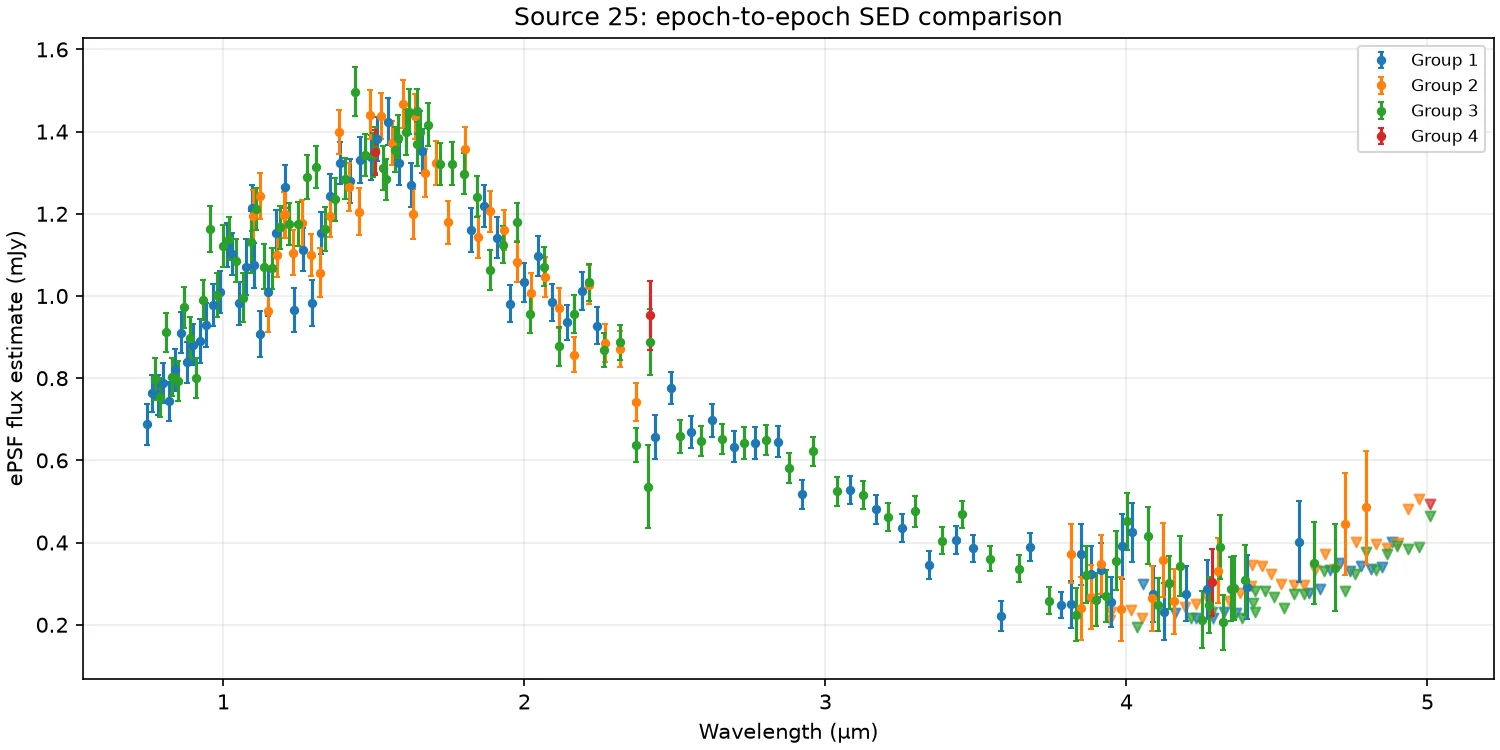 Source 25: epoch-to-epoch SED comparison
ePSF flux estimate (mJy)
1.6
1.4
1.2
1.0
0.8
0.6
0.4
0.2
Group 1
Group 2
Group 3
Group 4
1
2
3
4
5
Wavelength (μm)